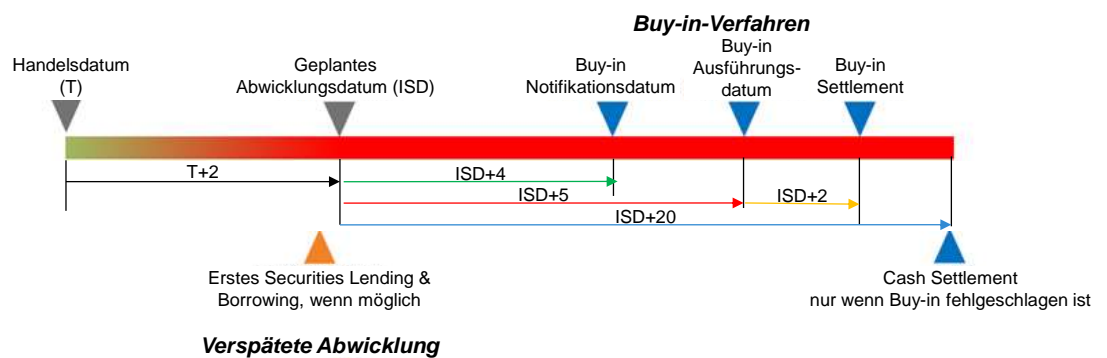 Buy-in-Verfahren
Handelsdatum
(T)
Geplantes
Abwicklungsdatum (ISD)
Buy-in
Notifikationsdatum
Buy-in
Ausführungs-
datum
Buy-in
Settlement
T+2
ISD+4
ISD+5
ISD+2
ISD+20
Erstes Securities Lending &
Borrowing, wenn möglich
Cash Settlement
nur wenn Buy-in fehlgeschlagen ist
Verspätete Abwicklung